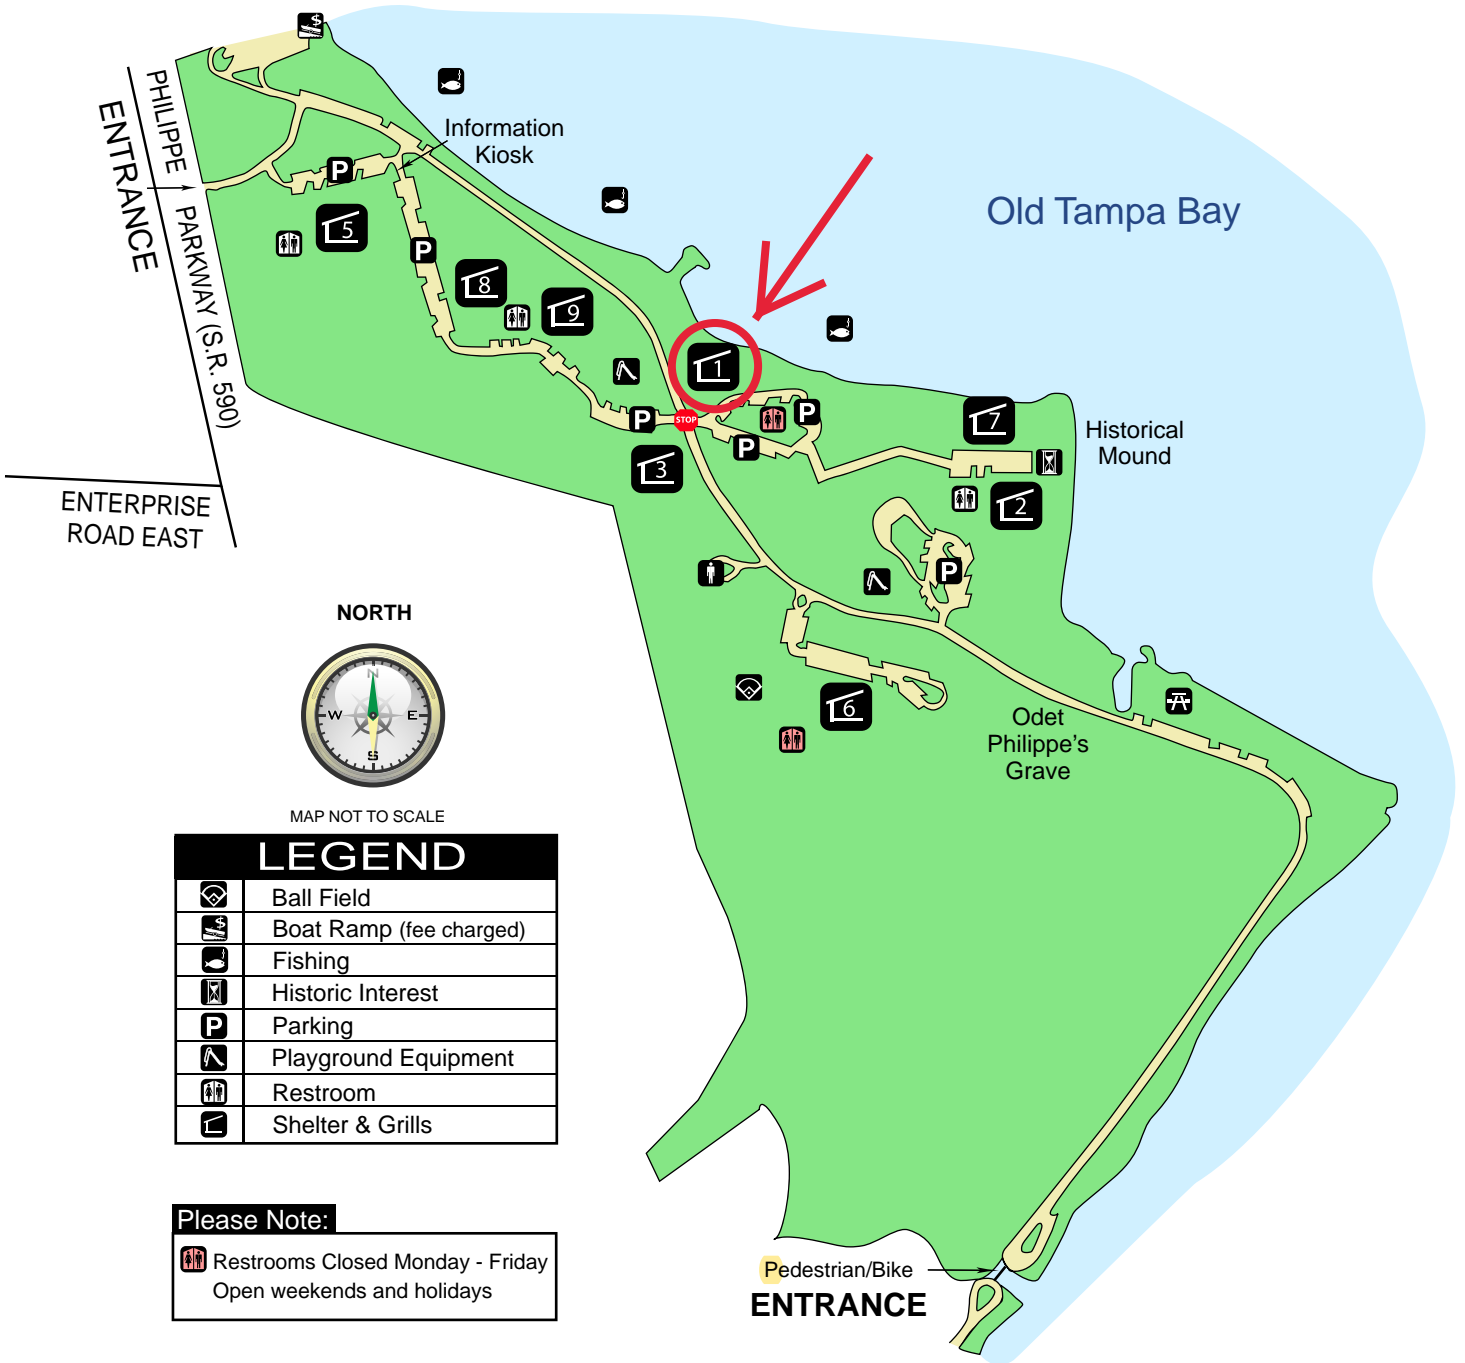 $
PHILIPPE PARKWAY (S.R. 590)
ENTRANCE
Information
Kiosk
P
5
P
8
9
Old Tampa Bay
1
P
STOP
P
P
3
7
Historical
Mound
2
P
ENTERPRISE
ROAD EAST
6
Odet
Philippe's
Grave
NORTH
N
W
E
S
MAP NOT TO SCALE
LEGEND
Ball Field
$
Boat Ramp (fee charged)
Fishing
Historic Interest
P
Parking
Playground Equipment
Restroom
Shelter & Grills
Please Note:
Restrooms Closed Monday - Friday
Open weekends and holidays
Pedestrian/Bike
ENTRANCE